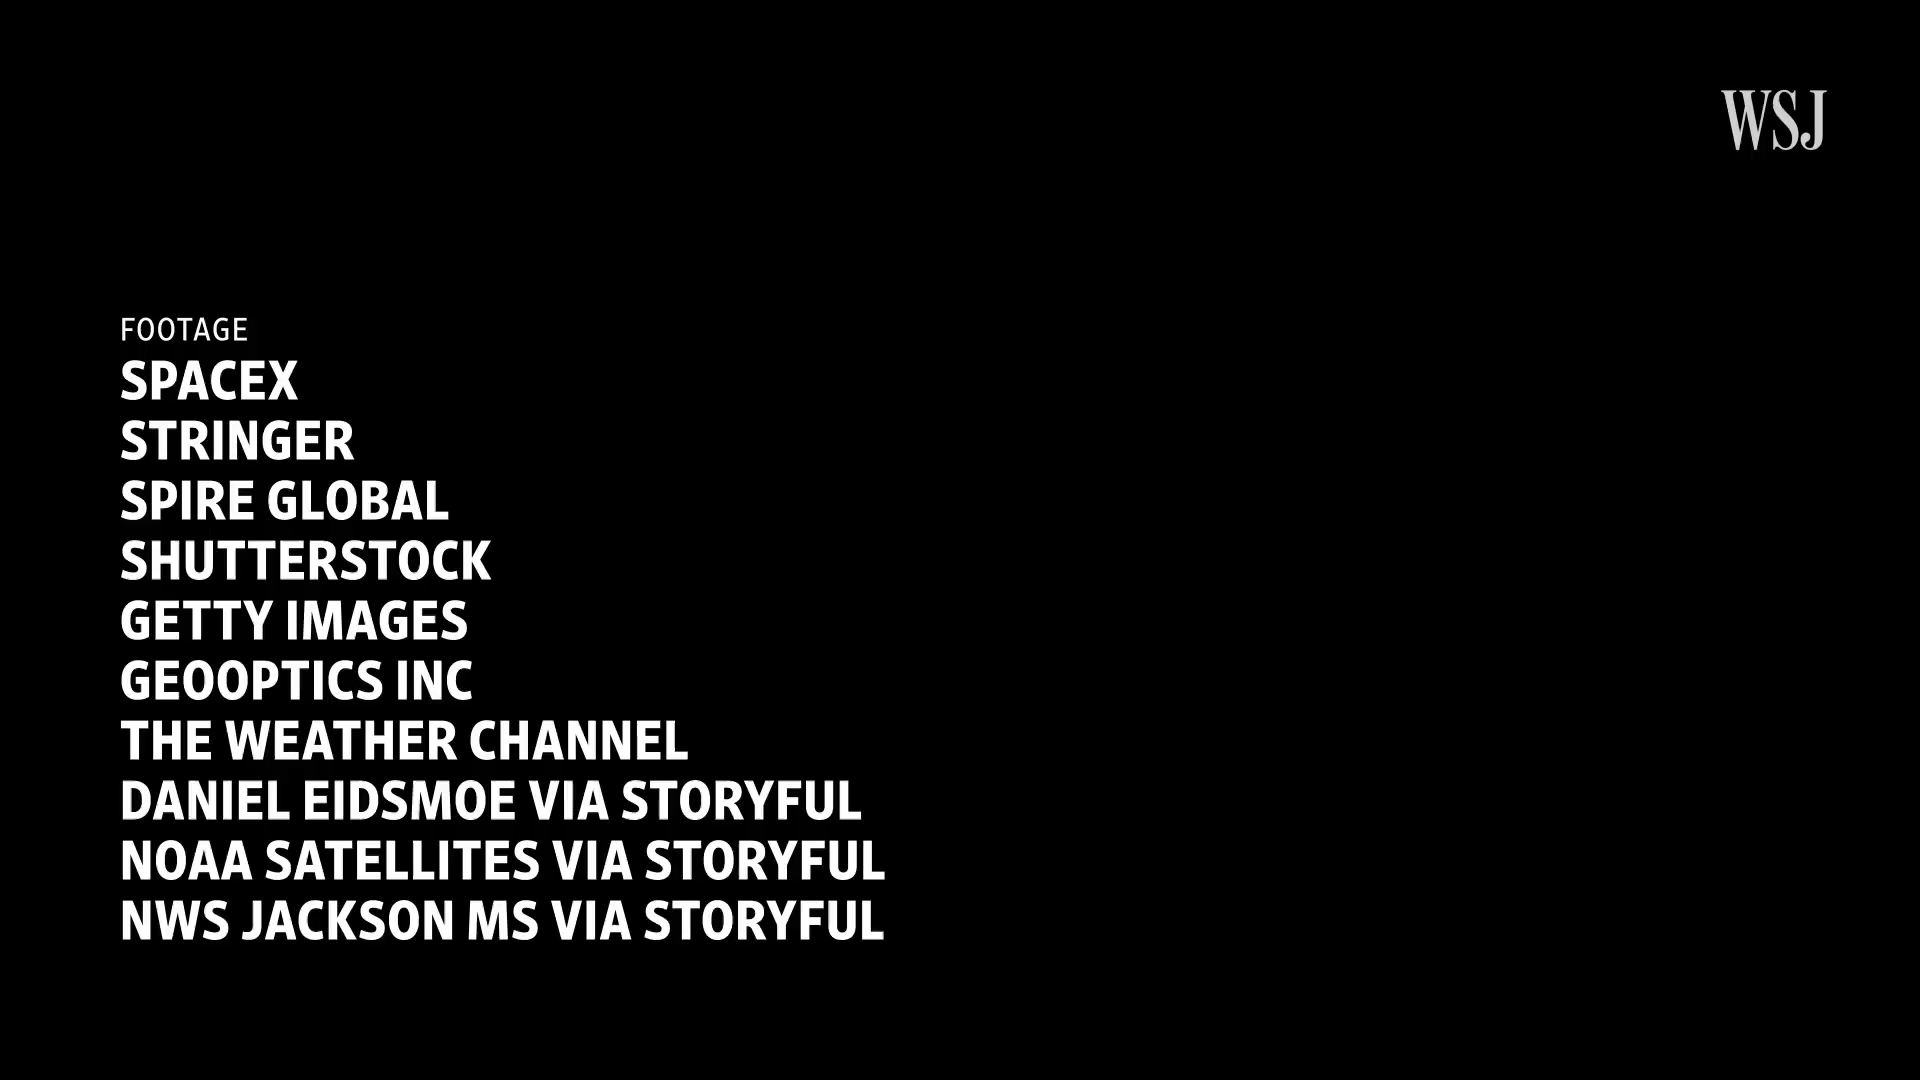 WSJ
FOOTAGE
SPACEX
STRINGER
SPIRE GLOBAL
SHUTTERSTOCK
GETTY IMAGES
GEOOPTICS INC
THE WEATHER CHANNEL
DANIEL EIDSMOE VIA STORYFUL
NOAA SATELLITES VIA STORYFUL
NWS JACKSON MS VIA STORYFUL